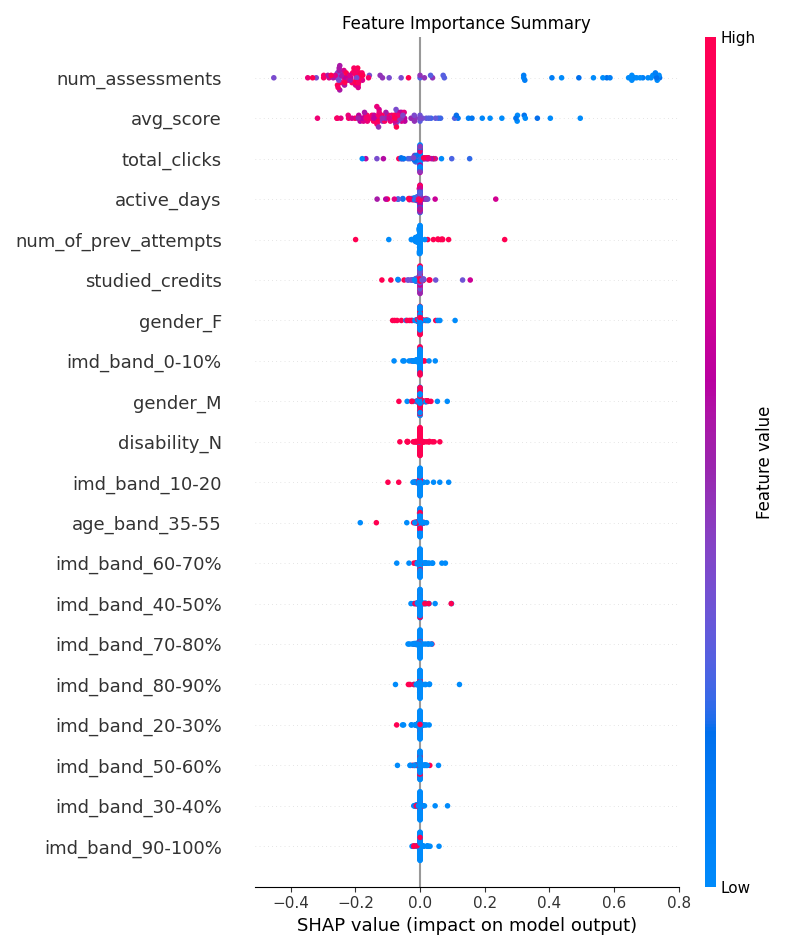 Feature Importance Summary
High
num_assessments
avg_score
total_clicks
active_days
num_of_prev_attempts
studied_credits
gender_F
imd_band_0-10%
gender_M
disability_N
imd_band_10-20
age_band_35-55
imd_band_60-70%
imd_band_40-50%
imd_band_70-80%
imd_band_80-90%
imd_band_20-30%
imd_band_50-60%
imd_band_30-40%
imd_band_90-100%
Feature value
Low
−0.4 −0.2 0.0 0.2 0.4 0.6 0.8
SHAP value (impact on model output)